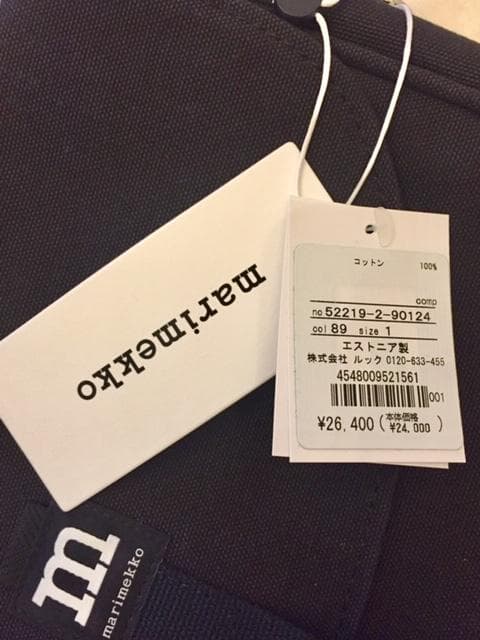 marimekko
コットン 100%
comp
no 52219-2-90124
col 89 size 1
エストニア製
株式会社 ルック 0120-633-455
4548009521561
001
¥26,400 (本体価格 ¥24,000)
m
marimekko